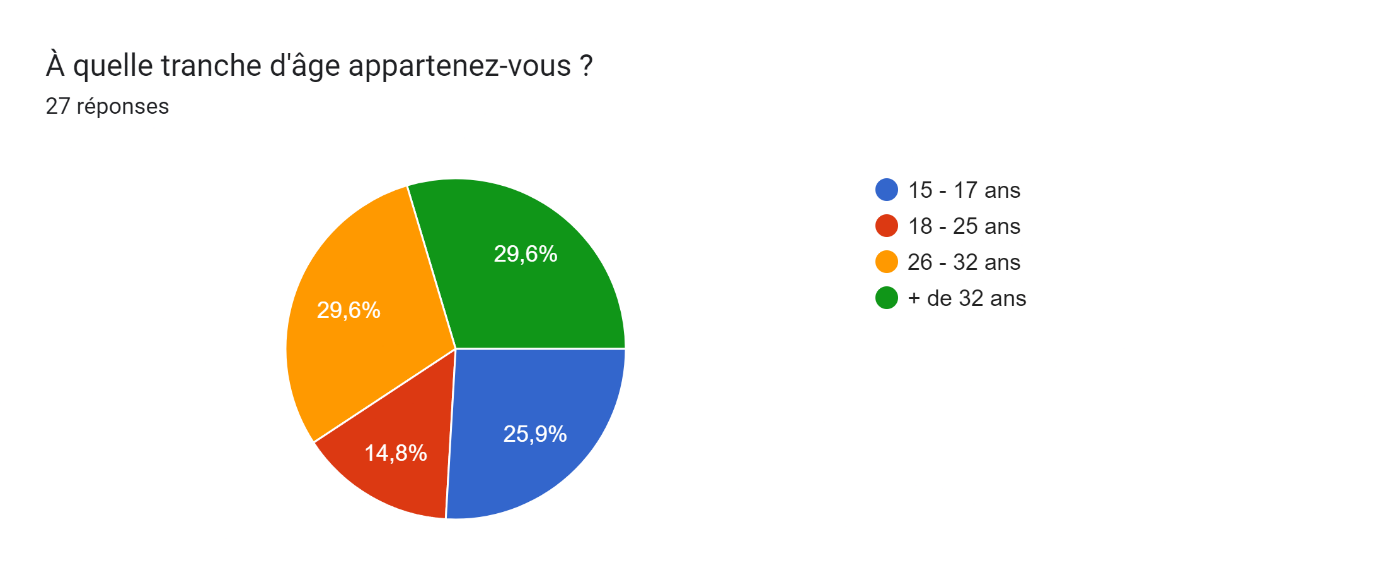 À quelle tranche d'âge appartenez-vous ?
27 réponses
29,6%
29,6%
25,9%
14,8%
15 - 17 ans
18 - 25 ans
26 - 32 ans
+ de 32 ans